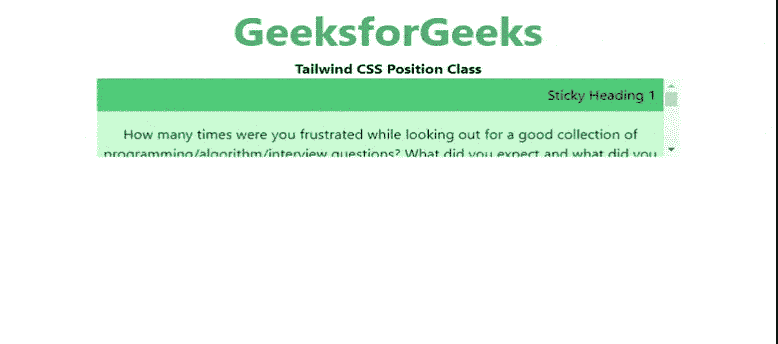 GeeksforGeeks
Tailwind CSS Position Class
Sticky Heading 1
How many times were you frustrated while looking out for a good collection of
programming/algorithm/interview questions? What did you expect and what did you